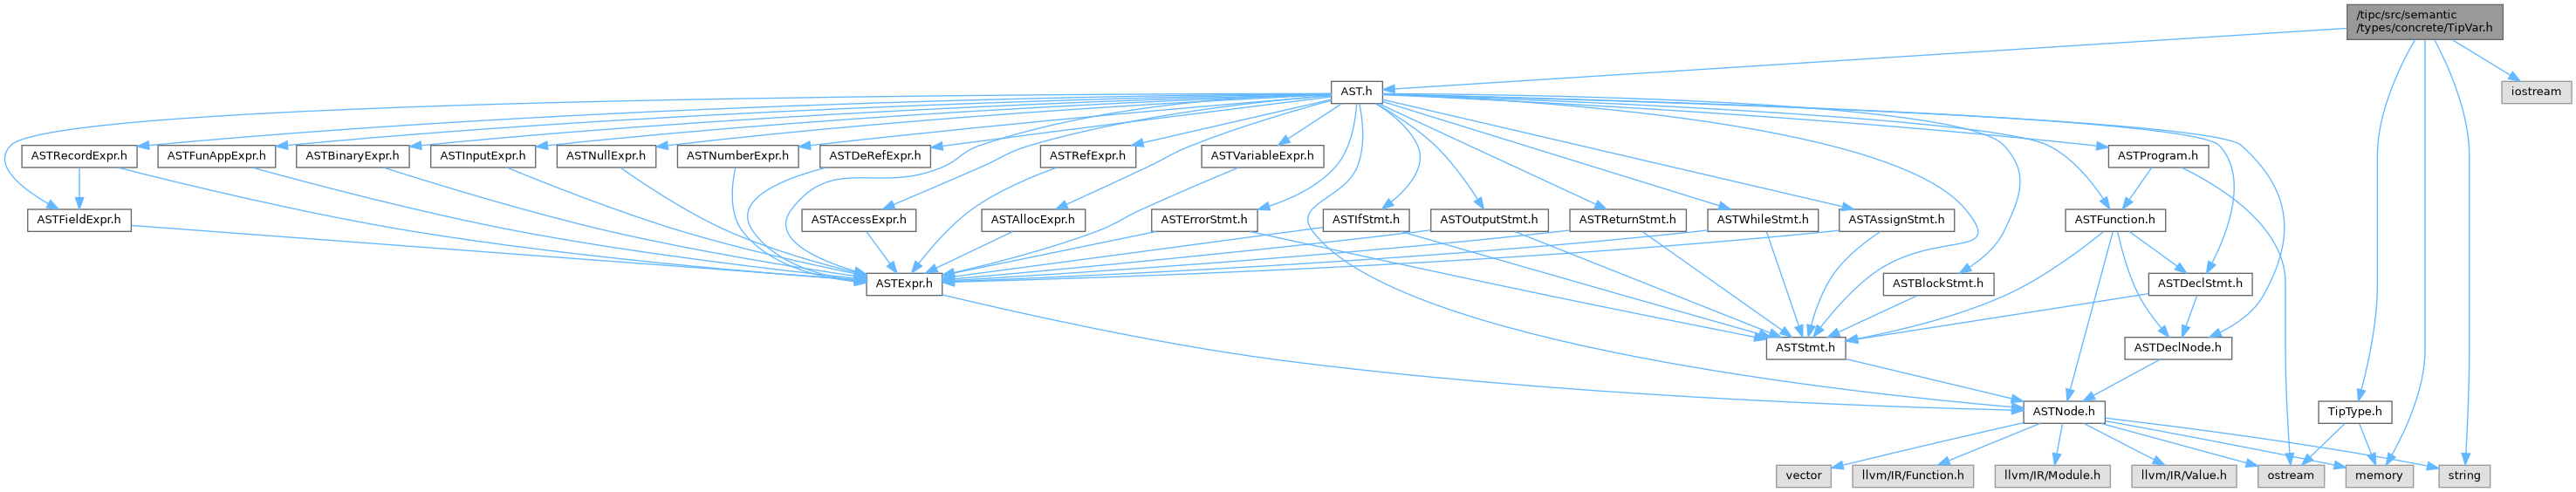 /tipc/src/semantic
/types/concrete/TipVar.h
AST.h
iostream
ASTRecordExpr.h
ASTFunAppExpr.h
ASTBinaryExpr.h
ASTInputExpr.h
ASTNullExpr.h
ASTNumberExpr.h
ASTDeRefExpr.h
ASTRefExpr.h
ASTVariableExpr.h
ASTProgram.h
ASTFieldExpr.h
ASTAccessExpr.h
ASTAllocExpr.h
ASTErrorStmt.h
ASTIfStmt.h
ASTOutputStmt.h
ASTReturnStmt.h
ASTWhileStmt.h
ASTAssignStmt.h
ASTFunction.h
ASTExpr.h
ASTBlockStmt.h
ASTDeclStmt.h
ASTStmt.h
ASTDeclNode.h
ASTNode.h
TipType.h
vector
llvm/IR/Function.h
llvm/IR/Module.h
llvm/IR/Value.h
ostream
memory
string